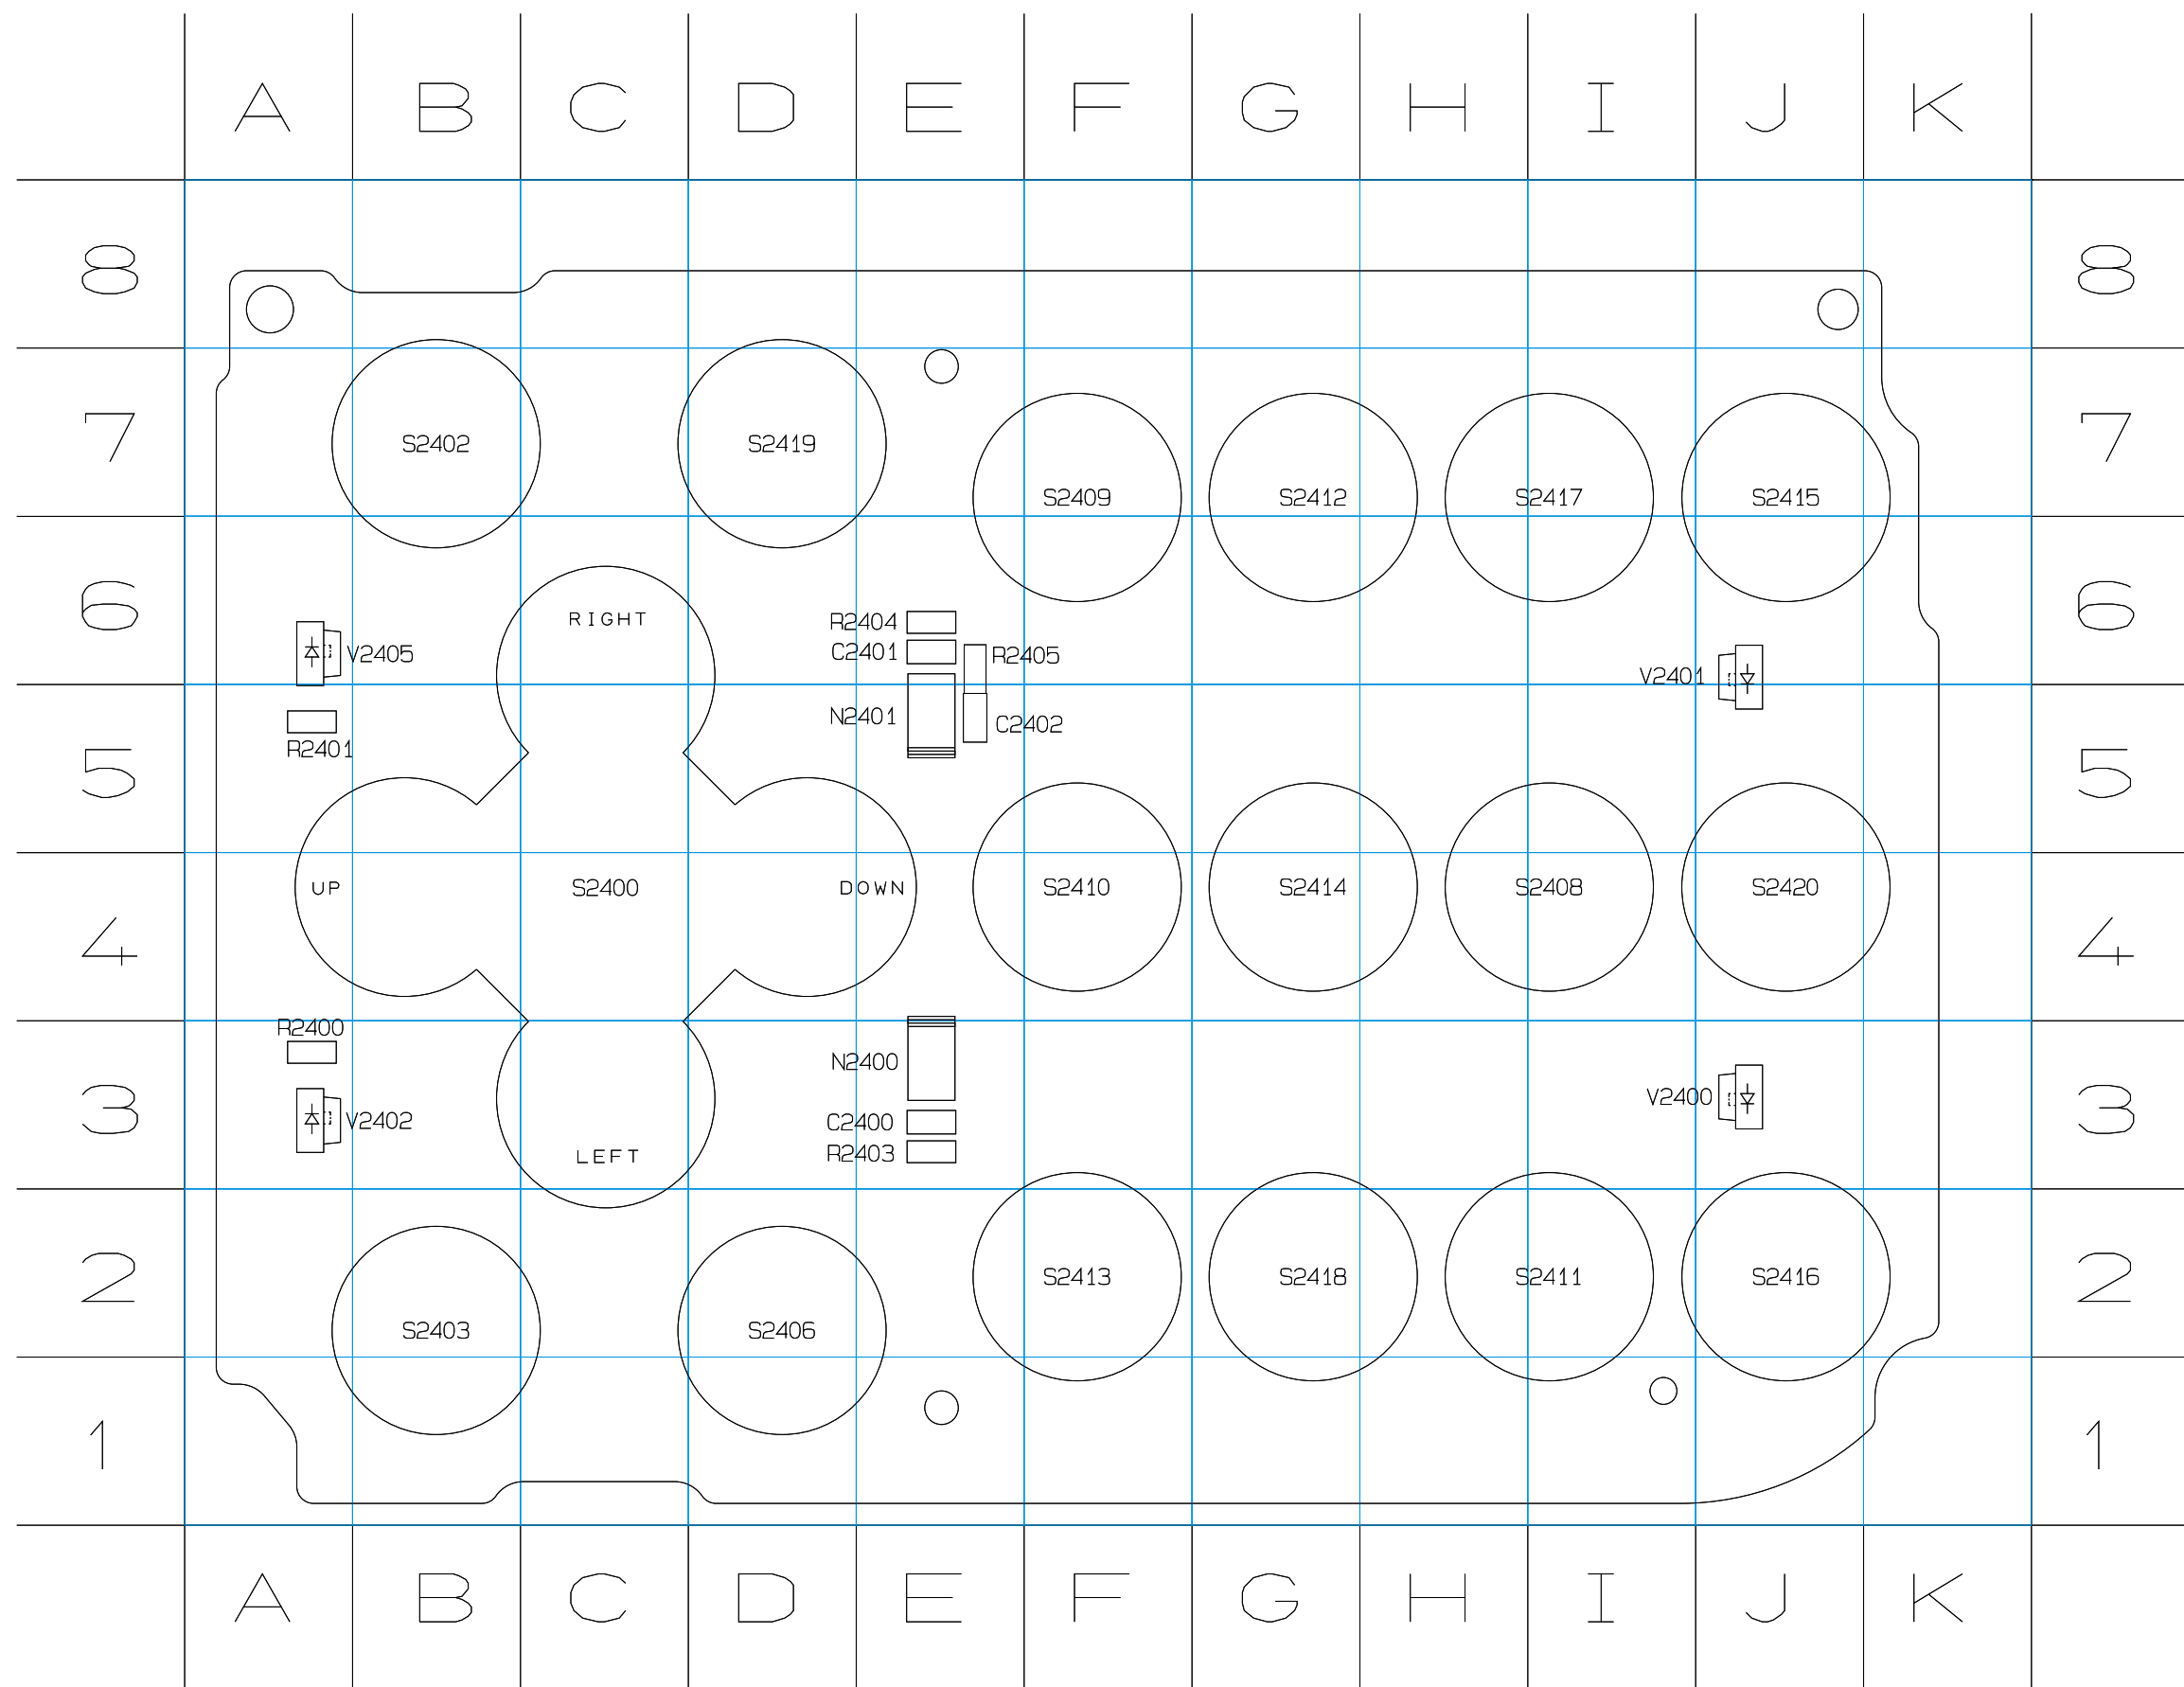 A B C D E F G H I J K
8 8
7 S2402 S2419 7
S2409 S2412 S2417 S2415
6 RIGHT R2404 6
V2405 C2401 R2405
V2401
N2401 C2402
R2401
5 5
UP S2400 DOWN S2410 S2414 S2408 S2420
4 4
R2400
N2400
3 V2402 C2400 V2400 3
LEFT R2403
2 S2413 S2418 S2411 S2416 2
S2403 S2406
1 1
A B C D E F G H I J K